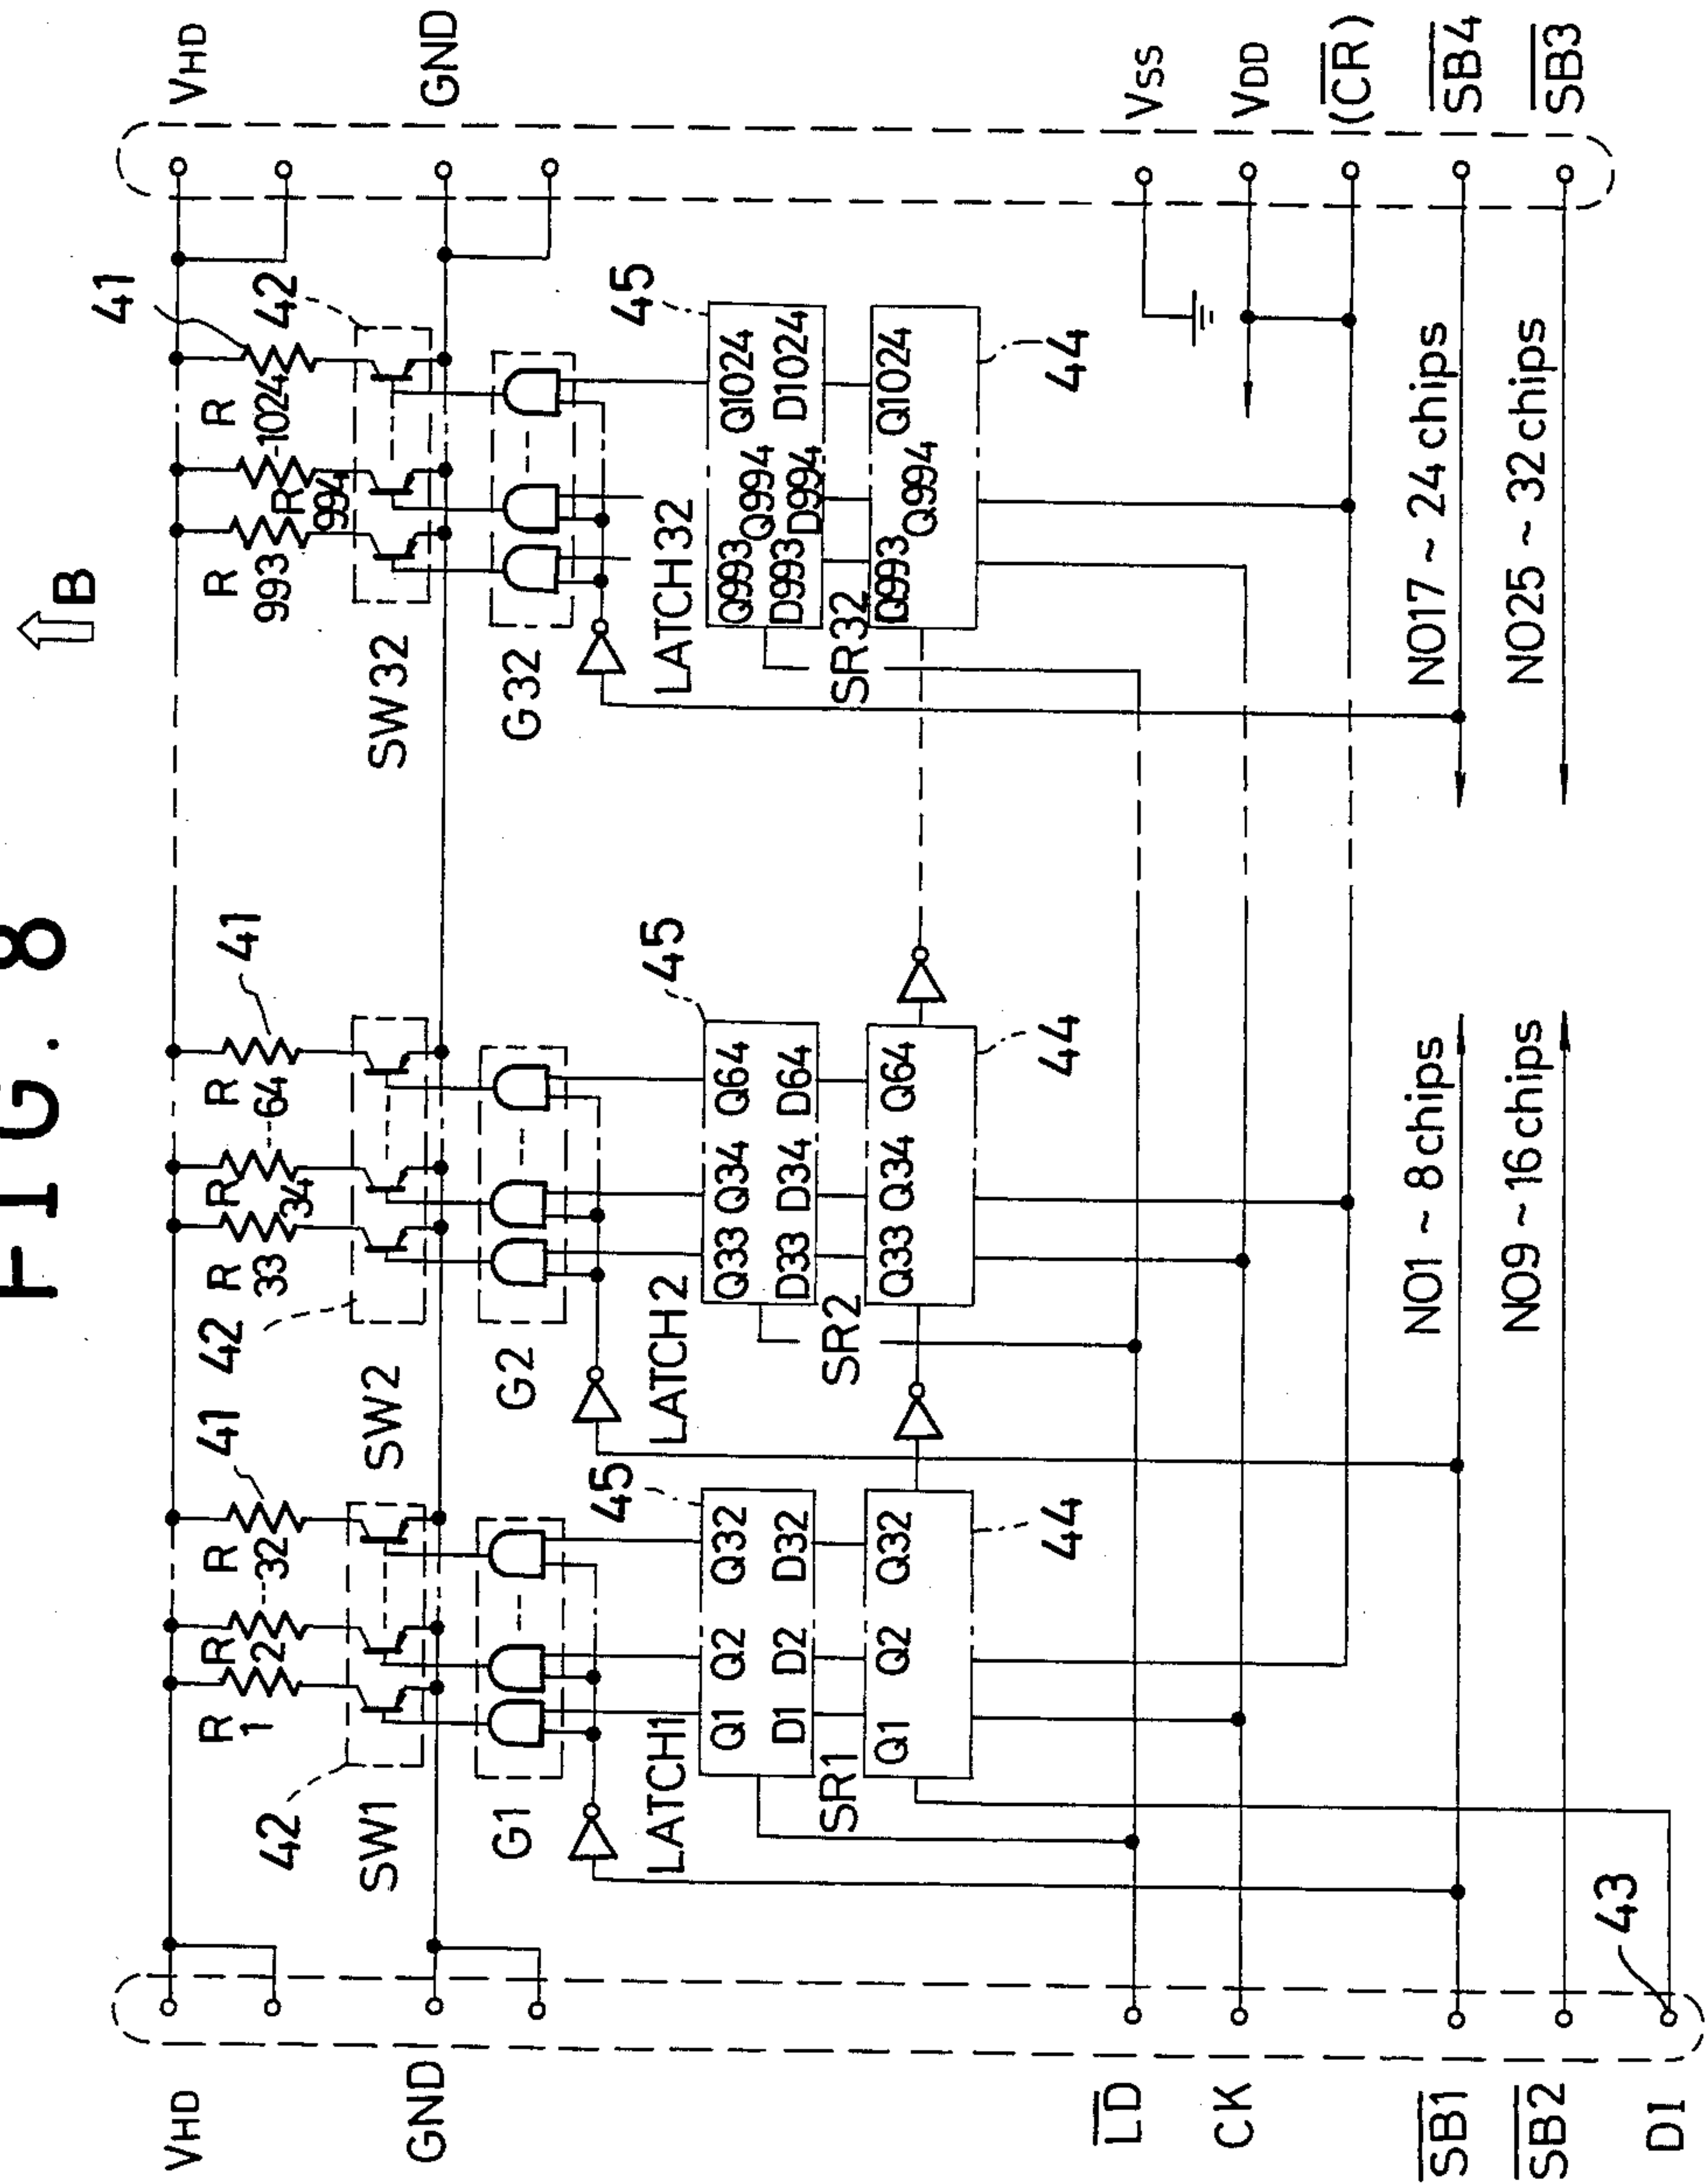 FIG. 8
B
VHD
VHD
GND
GND
41
41
41
42
42
42
R 1
R 2
R 32
R 33
R 34
R 64
R 993
R 994
R 1024
SW1
SW2
SW32
G1
G2
G32
LATCH1
LATCH2
LATCH32
45
45
45
Q1 Q2 Q32
D1 D2 D32
Q33 Q34 Q64
D33 D34 D64
Q993 Q994 Q1024
D993 D994 D1024
SR1
SR2
SR32
Q1 Q2 Q32
Q33 Q34 Q64
Q993 Q994 Q1024
44
44
44
LD
VSS
CK
VDD
(CR)
SB1
NO1 ~ 8 chips
NO17 ~ 24 chips
SB4
SB2
NO9 ~ 16 chips
NO25 ~ 32 chips
SB3
43
DI